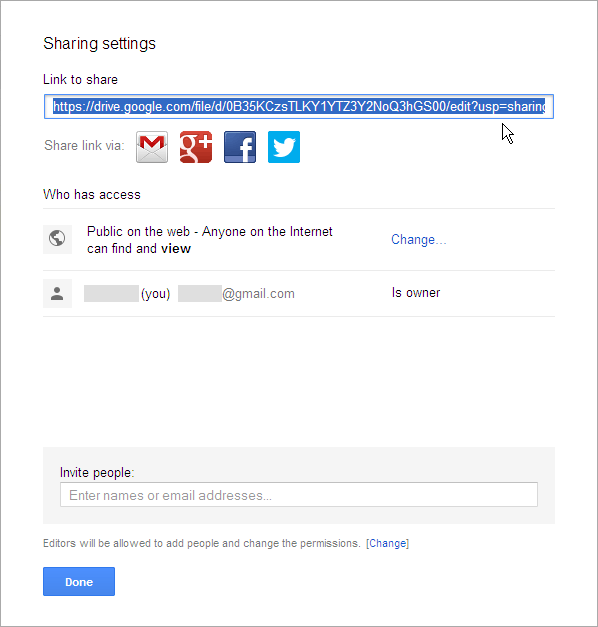 Sharing settings
Link to share
https://drive.google.com/file/d/0B35KCzsTLKY1YTZ3Y2NoQ3hGS00/edit?usp=sharing
Share link via:
g+
f
Who has access
Public on the web - Anyone on the Internet
can find and view
Change...
(you) @gmail.com
Is owner
Invite people:
Enter names or email addresses...
Editors will be allowed to add people and change the permissions. [Change]
Done